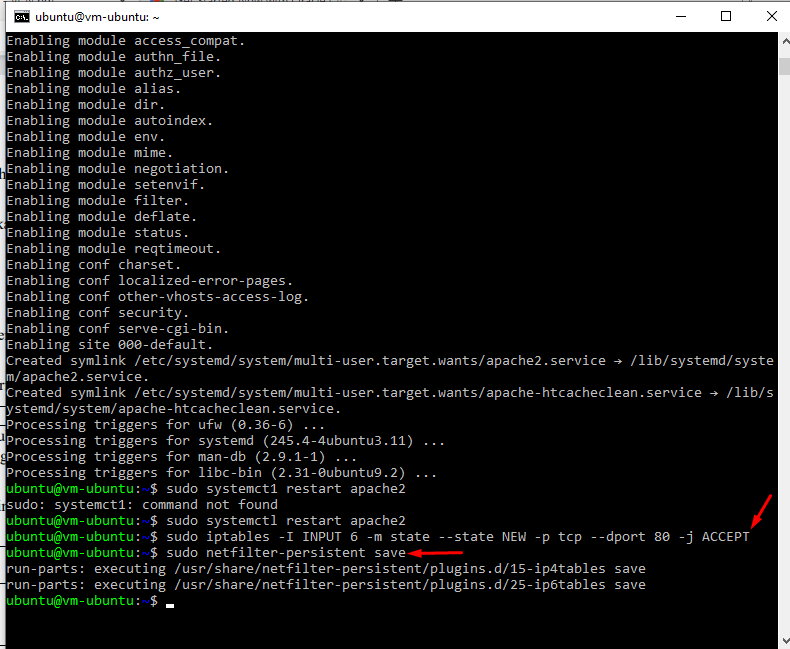 ubuntu@vm-ubuntu: ~
Enabling module access_compat.
Enabling module authn_file.
Enabling module authz_user.
Enabling module alias.
Enabling module dir.
Enabling module autoindex.
Enabling module env.
Enabling module mime.
Enabling module negotiation.
Enabling module setenvif.
Enabling module filter.
Enabling module deflate.
Enabling module status.
Enabling module reqtimeout.
Enabling conf charset.
Enabling conf localized-error-pages.
Enabling conf other-vhosts-access-log.
Enabling conf security.
Enabling conf serve-cgi-bin.
Enabling site 000-default.
Created symlink /etc/systemd/system/multi-user.target.wants/apache2.service → /lib/systemd/syste
m/apache2.service.
Created symlink /etc/systemd/system/multi-user.target.wants/apache-htcacheclean.service → /lib/s
ystemd/system/apache-htcacheclean.service.
Processing triggers for ufw (0.36-6) ...
Processing triggers for systemd (245.4-4ubuntu3.11) ...
Processing triggers for man-db (2.9.1-1) ...
Processing triggers for libc-bin (2.31-0ubuntu9.2) ...
ubuntu@vm-ubuntu:~$ sudo systemct1 restart apache2
sudo: systemct1: command not found
ubuntu@vm-ubuntu:~$ sudo systemctl restart apache2
ubuntu@vm-ubuntu:~$ sudo iptables -I INPUT 6 -m state --state NEW -p tcp --dport 80 -j ACCEPT
ubuntu@vm-ubuntu:~$ sudo netfilter-persistent save
run-parts: executing /usr/share/netfilter-persistent/plugins.d/15-ip4tables save
run-parts: executing /usr/share/netfilter-persistent/plugins.d/25-ip6tables save
ubuntu@vm-ubuntu:~$